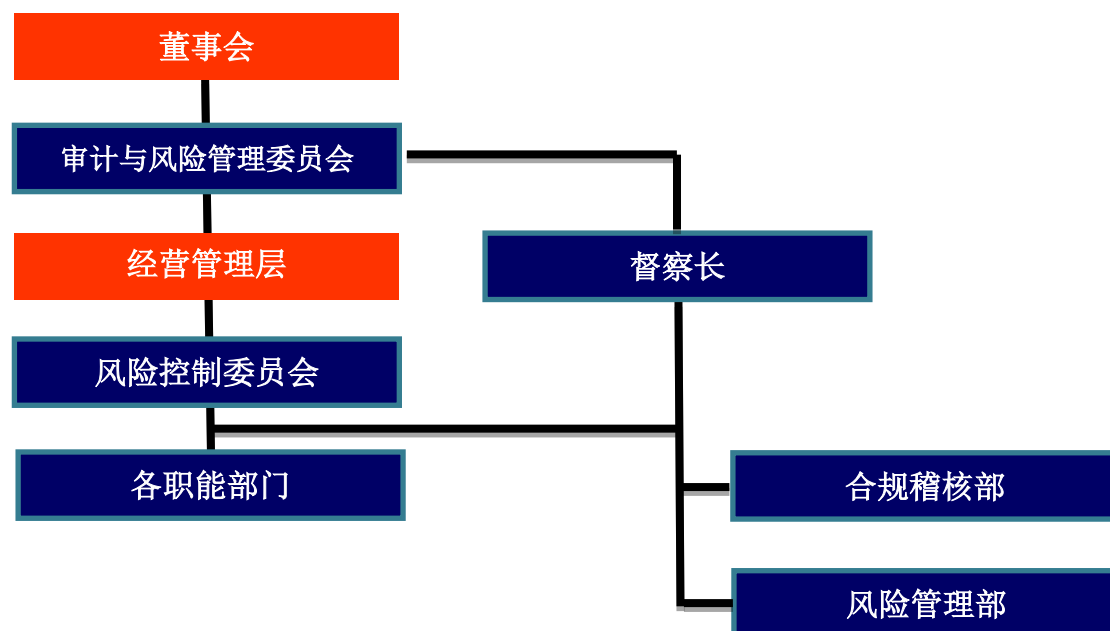 董事会
审计与风险管理委员会
经营管理层
督察长
风险控制委员会
各职能部门
合规稽核部
风险管理部